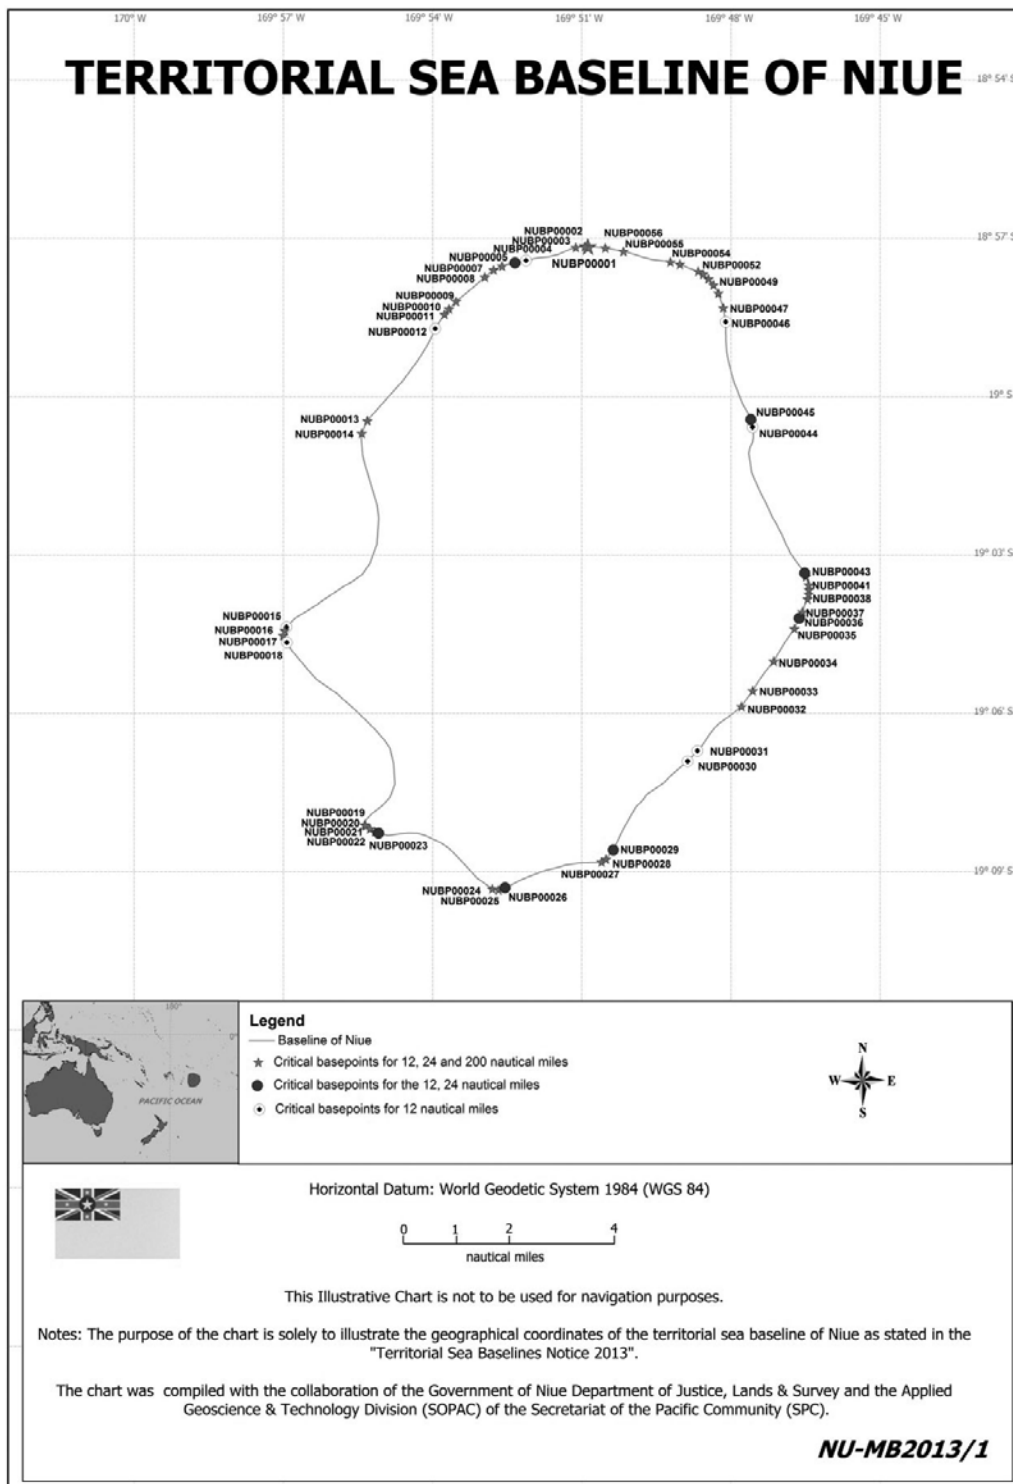 170° W
169° 57' W
169° 54' W
169° 51' W
169° 48' W
169° 45' W
TERRITORIAL SEA BASELINE OF NIUE
18° 54' S
18° 57' S
NUBP00002
NUBP00003
NUBP00004
NUBP00005
NUBP00007
NUBP00008
NUBP00001
NUBP00056
NUBP00055
NUBP00054
NUBP00052
NUBP00049
NUBP00047
NUBP00046
NUBP00009
NUBP00010
NUBP00011
NUBP00012
19° S
NUBP00013
NUBP00014
NUBP00045
NUBP00044
19° 03' S
NUBP00043
NUBP00041
NUBP00038
NUBP00037
NUBP00036
NUBP00035
NUBP00015
NUBP00016
NUBP00017
NUBP00018
NUBP00034
NUBP00033
NUBP00032
19° 06' S
NUBP00031
NUBP00030
NUBP00019
NUBP00020
NUBP00021
NUBP00022
NUBP00023
NUBP00029
NUBP00028
NUBP00027
19° 09' S
NUBP00024
NUBP00025
NUBP00026
180°
0°
PACIFIC OCEAN
Legend
Baseline of Niue
Critical basepoints for 12, 24 and 200 nautical miles
Critical basepoints for the 12, 24 nautical miles
Critical basepoints for 12 nautical miles
N
W E
S
Horizontal Datum: World Geodetic System 1984 (WGS 84)
0 1 2 4
nautical miles
This Illustrative Chart is not to be used for navigation purposes.
Notes: The purpose of the chart is solely to illustrate the geographical coordinates of the territorial sea baseline of Niue as stated in the
"Territorial Sea Baselines Notice 2013".
The chart was compiled with the collaboration of the Government of Niue Department of Justice, Lands & Survey and the Applied
Geoscience & Technology Division (SOPAC) of the Secretariat of the Pacific Community (SPC).
NU-MB2013/1